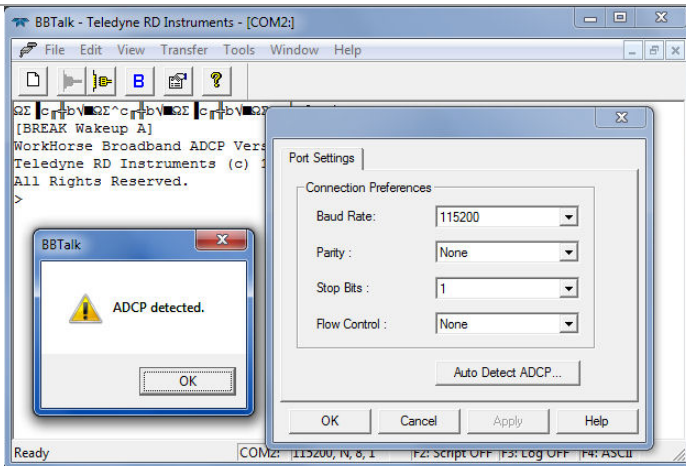 BBTalk - Teledyne RD Instruments - [COM2:]
File Edit View Transfer Tools Window Help
B
[BREAK Wakeup A]
WorkHorse Broadband ADCP Vers
Teledyne RD Instruments (c) 1
All Rights Reserved.
>
BBTalk
ADCP detected.
OK
Port Settings
Connection Preferences
Baud Rate: 115200
Parity : None
Stop Bits : 1
Flow Control : None
Auto Detect ADCP...
OK Cancel Apply Help
Ready COM2: 115200, N, 8, 1 F2: Script OFF F3: Log OFF F4: ASCII